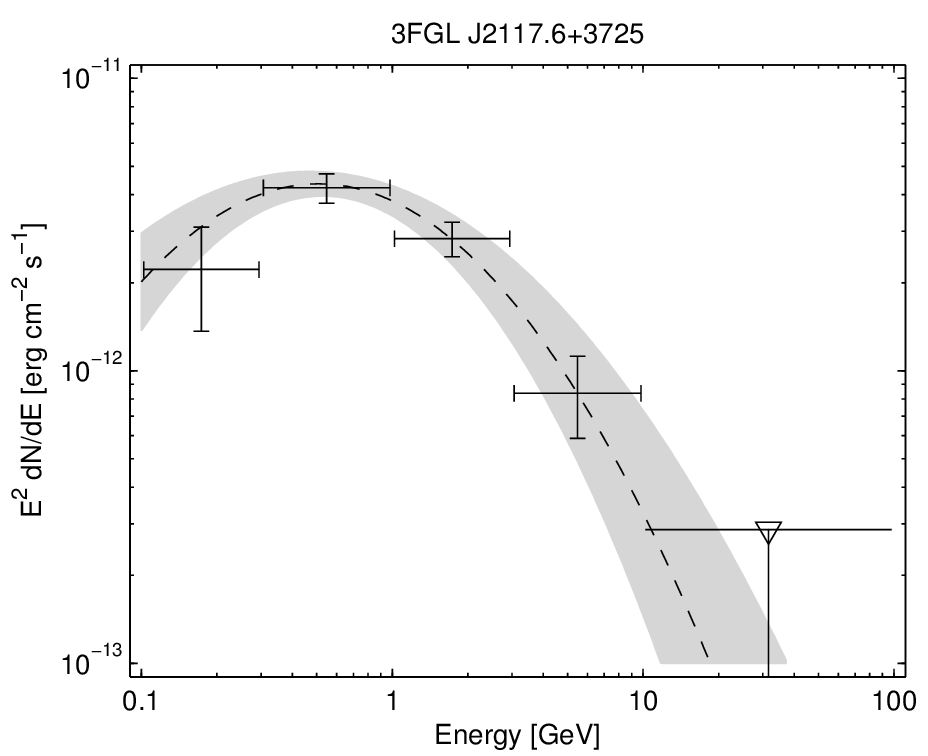 3FGL J2117.6+3725
10⁻¹¹
10⁻¹²
10⁻¹³
E² dN/dE [erg cm⁻² s⁻¹]
0.1 1 10 100
Energy [GeV]